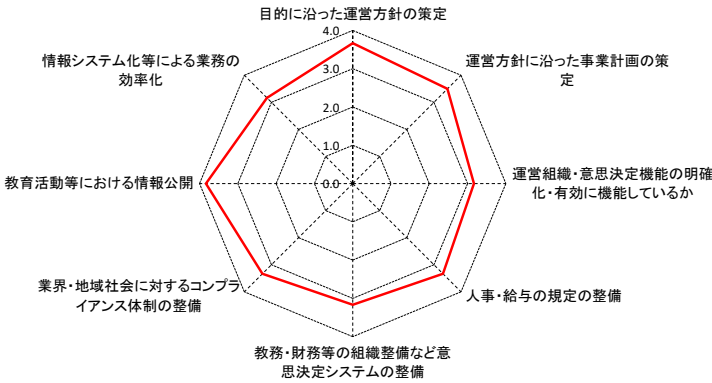 目的に沿った運営方針の策定
4.0
3.0
2.0
1.0
0.0
運営方針に沿った事業計画の策
定
運営組織・意思決定機能の明確
化・有効に機能しているか
人事・給与の規定の整備
教務・財務等の組織整備など意
思決定システムの整備
業界・地域社会に対するコンプラ
イアンス体制の整備
教育活動等における情報公開
情報システム化等による業務の
効率化